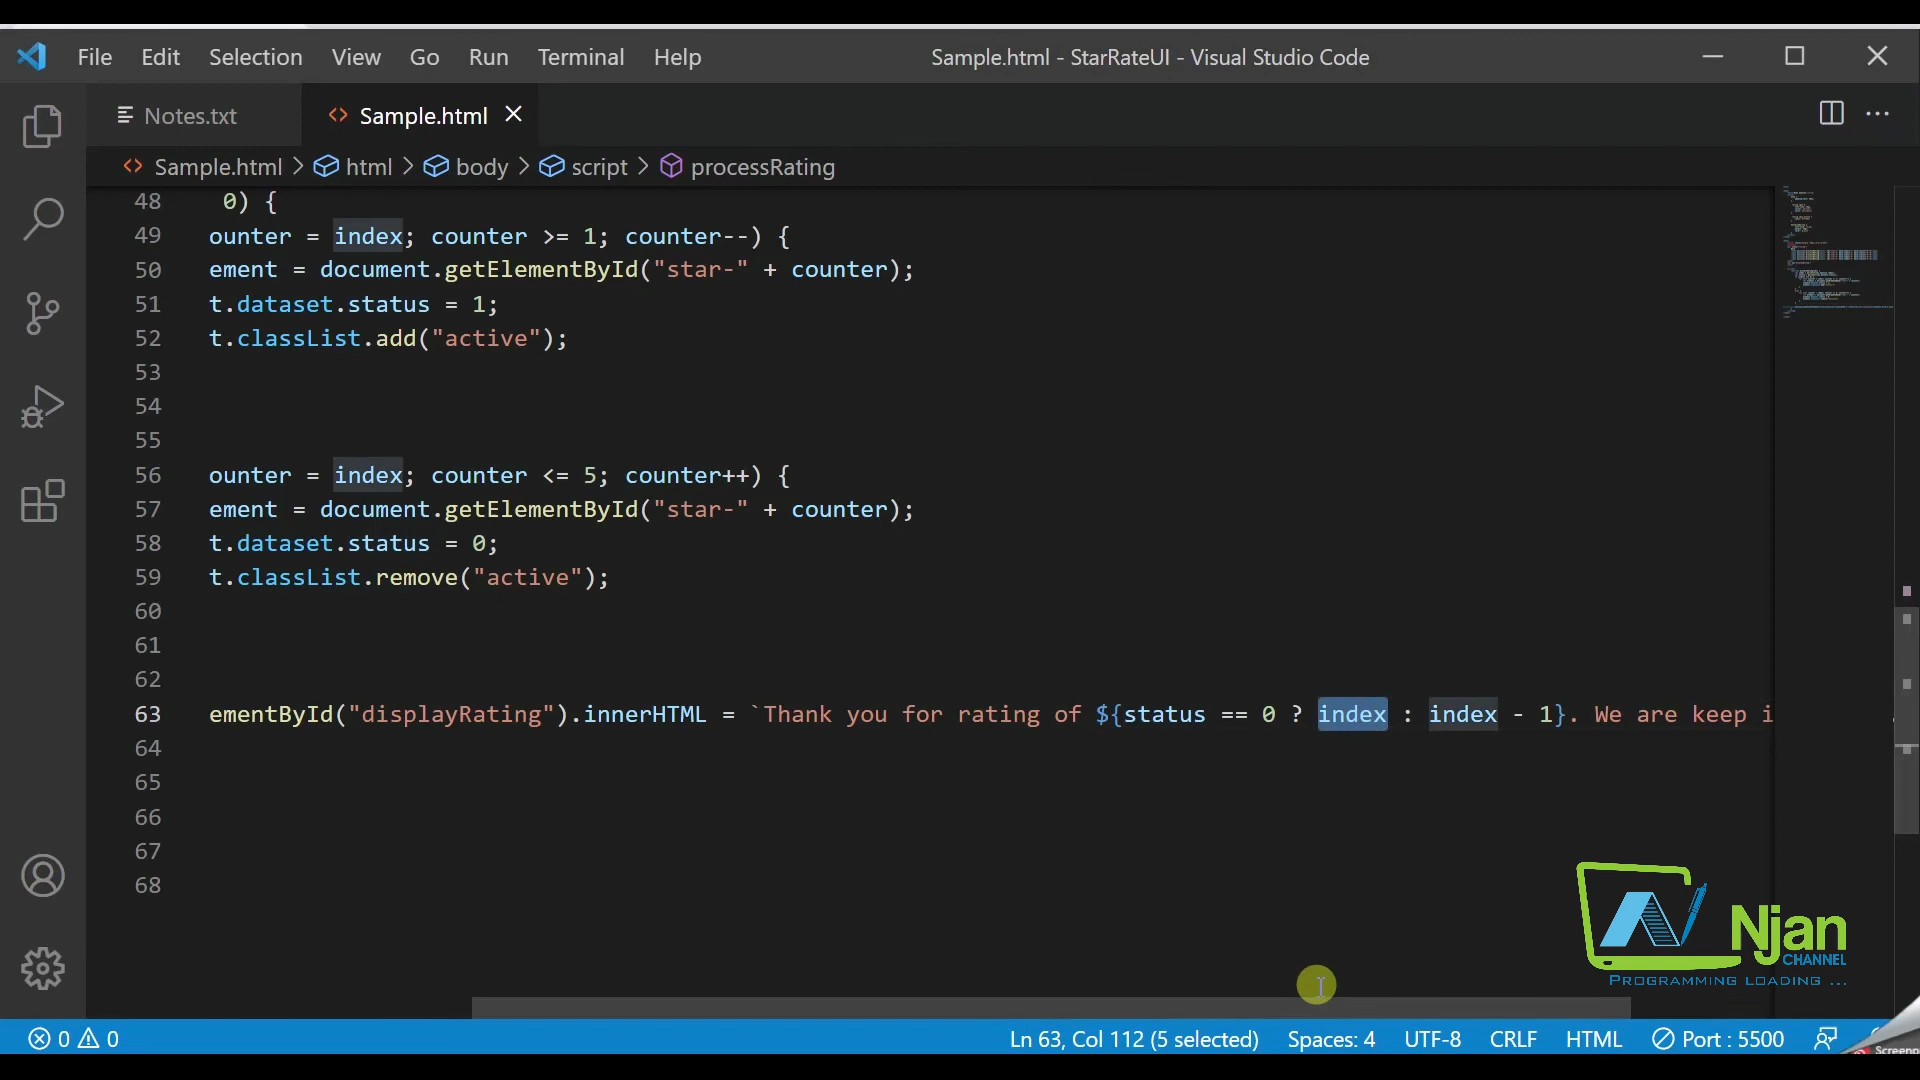 File Edit Selection View Go Run Terminal Help Sample.html - StarRateUI - Visual Studio Code
Notes.txt Sample.html
Sample.html > html > body > script > processRating
48 0) {
49 ounter = index; counter >= 1; counter--) {
50 ement = document.getElementById("star-" + counter);
51 t.dataset.status = 1;
52 t.classList.add("active");
53
54
55
56 ounter = index; counter <= 5; counter++) {
57 ement = document.getElementById("star-" + counter);
58 t.dataset.status = 0;
59 t.classList.remove("active");
60
61
62
63 ementById("displayRating").innerHTML = `Thank you for rating of ${status == 0 ? index : index - 1}. We are keep i
64
65
66
67
68
Njan
CHANNEL
PROGRAMMING LOADING ...
0 0 Ln 63, Col 112 (5 selected) Spaces: 4 UTF-8 CRLF HTML Port : 5500